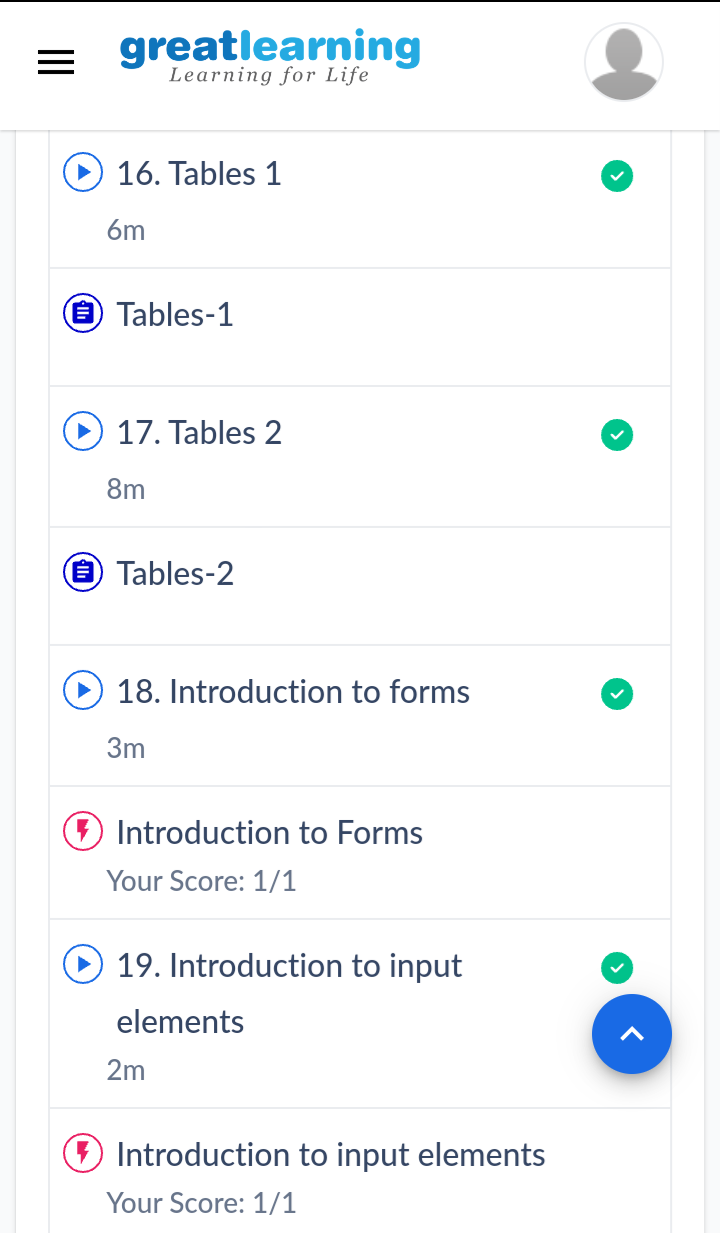 greatlearning
Learning for Life
16. Tables 1
6m
Tables-1
17. Tables 2
8m
Tables-2
18. Introduction to forms
3m
Introduction to Forms
Your Score: 1/1
19. Introduction to input
elements
2m
Introduction to input elements
Your Score: 1/1